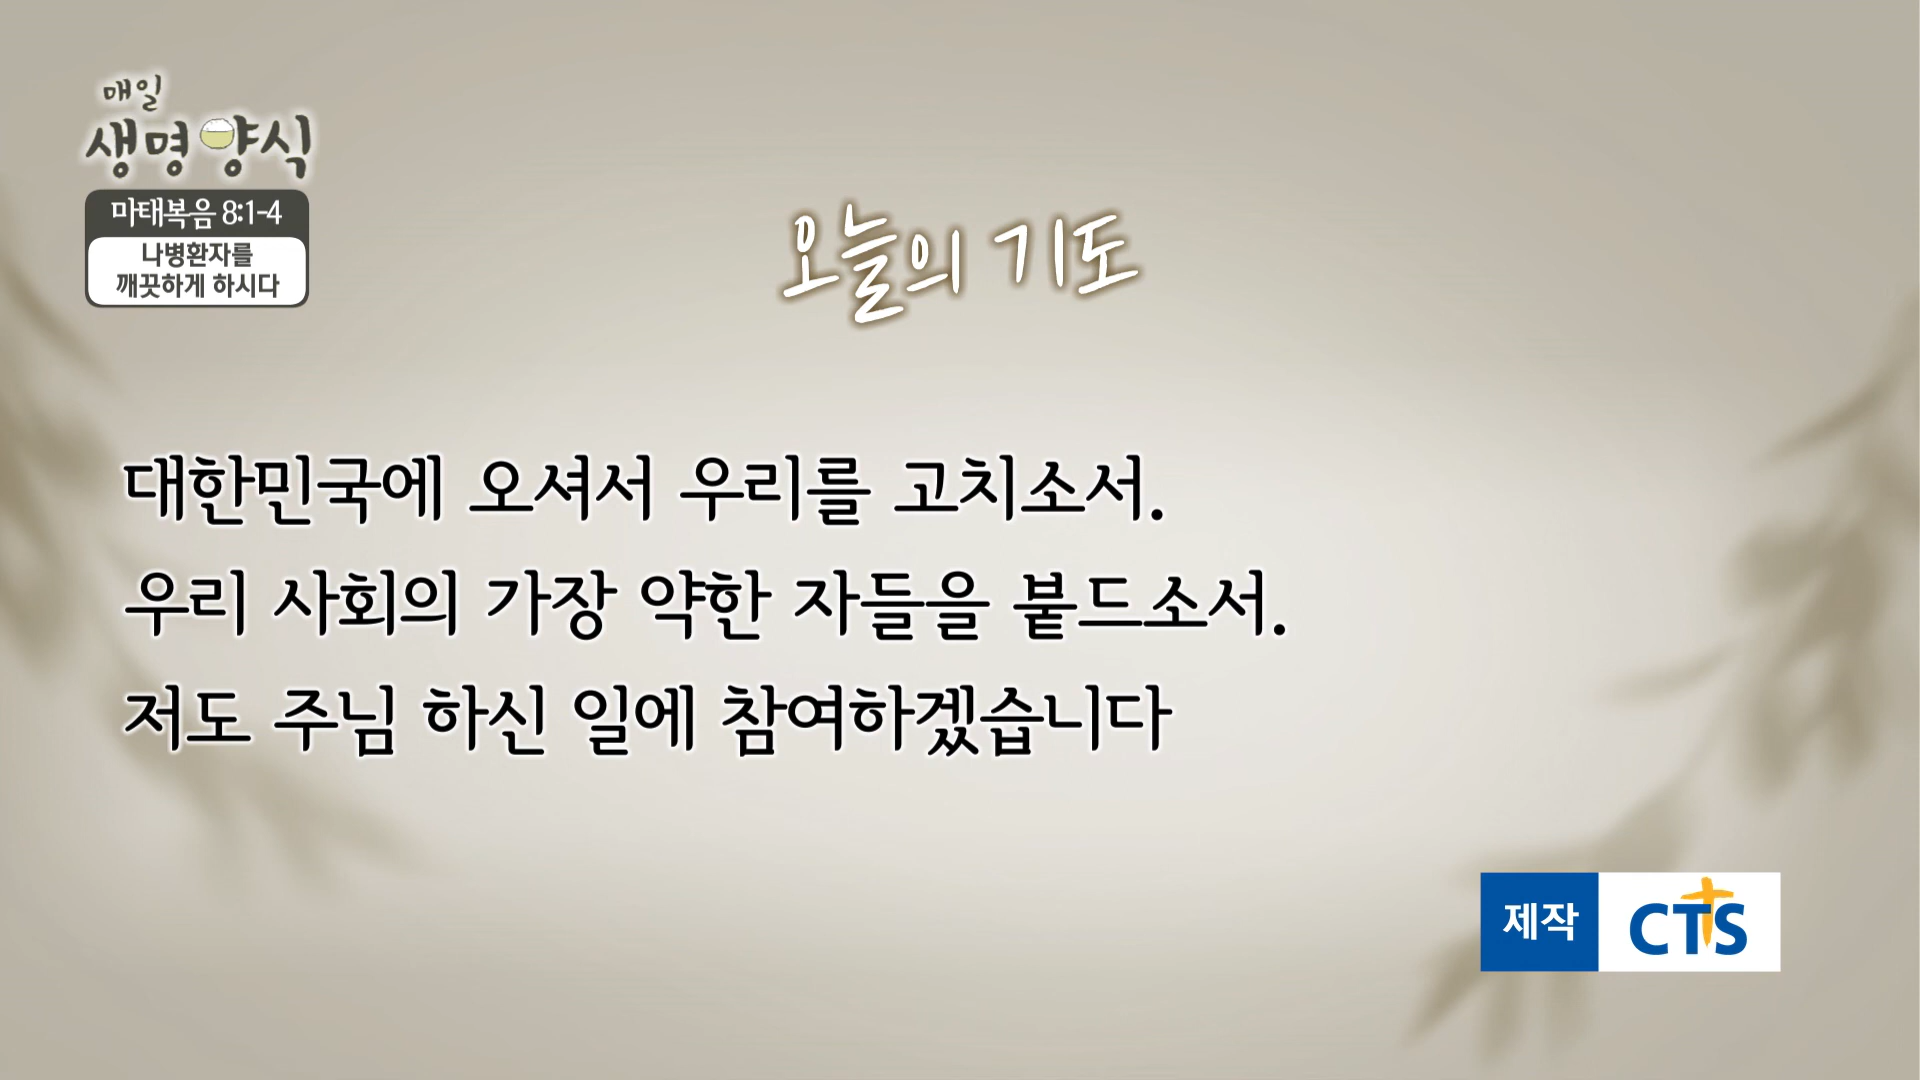 매일
생명양식
마태복음 8:1-4
나병환자를
깨끗하게 하시다
오늘의 기도
대한민국에 오셔서 우리를 고치소서.
우리 사회의 가장 약한 자들을 붙드소서.
저도 주님 하신 일에 참여하겠습니다
제작 CTS